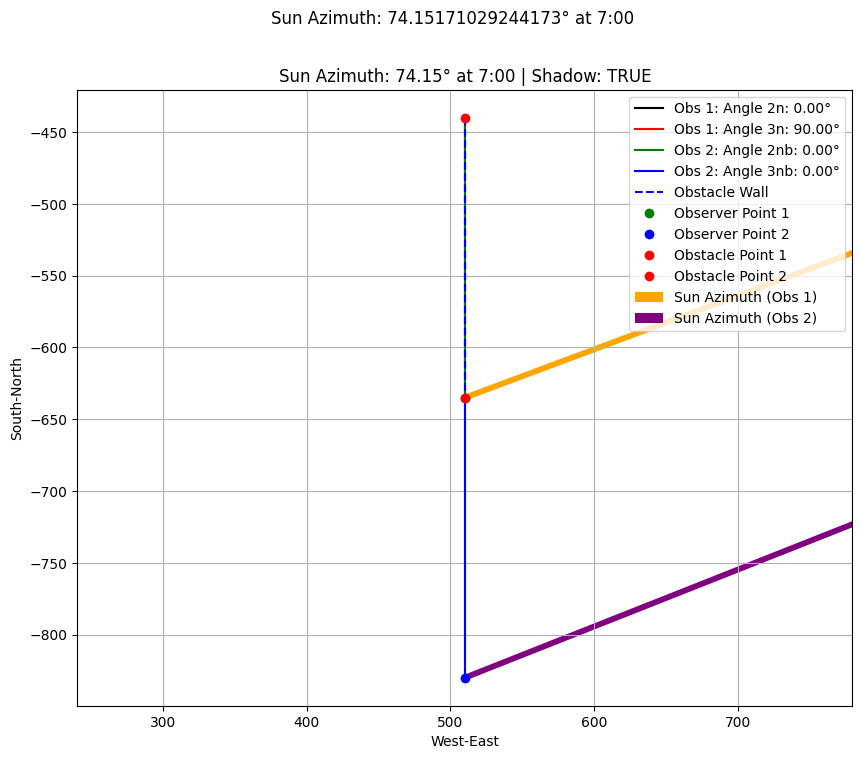 Sun Azimuth: 74.15171029244173° at 7:00
Sun Azimuth: 74.15° at 7:00 | Shadow: TRUE
Obs 1: Angle 2n: 0.00°
Obs 1: Angle 3n: 90.00°
Obs 2: Angle 2nb: 0.00°
Obs 2: Angle 3nb: 0.00°
Obstacle Wall
Observer Point 1
Observer Point 2
Obstacle Point 1
Obstacle Point 2
Sun Azimuth (Obs 1)
Sun Azimuth (Obs 2)
South-North
−450
−500
−550
−600
−650
−700
−750
−800
300 400 500 600 700
West-East